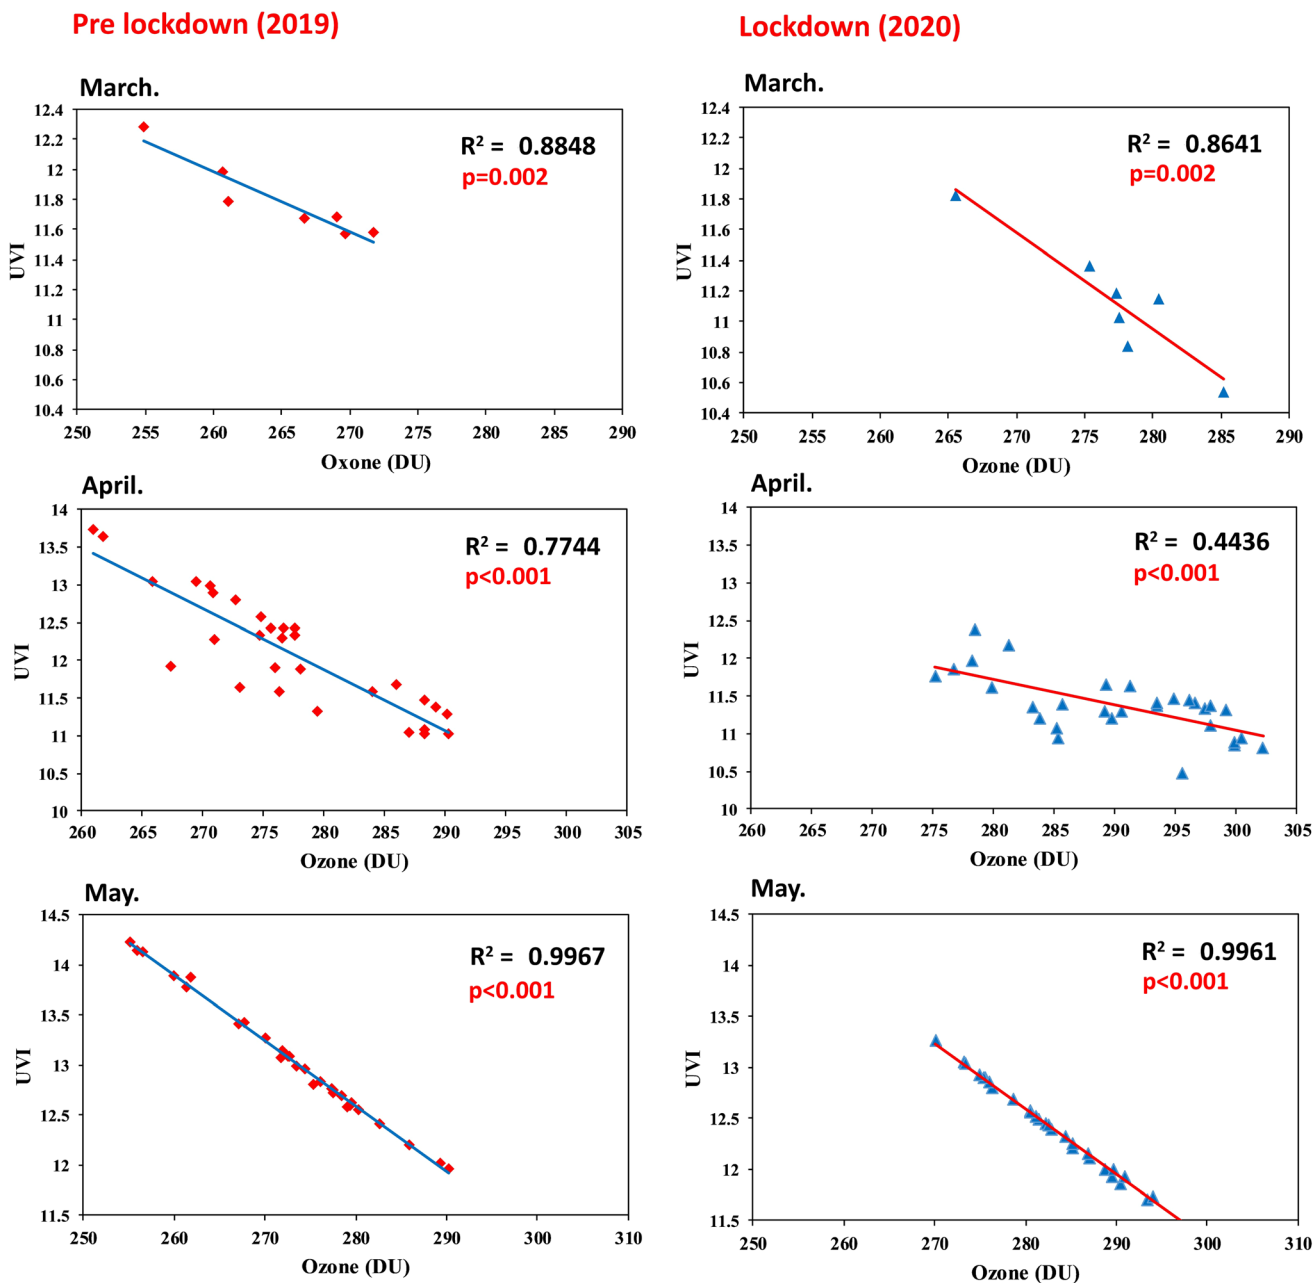 Pre lockdown (2019)
Lockdown (2020)
March.
12.4
12.2
12
11.8
11.6
11.4
11.2
11
10.8
10.6
10.4
UVI
R² = 0.8848
p=0.002
250 255 260 265 270 275 280 285 290
Oxone (DU)
March.
12.4
12.2
12
11.8
11.6
11.4
11.2
11
10.8
10.6
10.4
UVI
R² = 0.8641
p=0.002
250 255 260 265 270 275 280 285 290
Ozone (DU)
April.
14
13.5
13
12.5
12
11.5
11
10.5
10
UVI
R² = 0.7744
p<0.001
260 265 270 275 280 285 290 295 300 305
Ozone (DU)
April.
14
13.5
13
12.5
12
11.5
11
10.5
10
UVI
R² = 0.4436
p<0.001
260 265 270 275 280 285 290 295 300 305
Ozone (DU)
May.
14.5
14
13.5
13
12.5
12
11.5
UVI
R² = 0.9967
p<0.001
250 260 270 280 290 300 310
Ozone (DU)
May.
14.5
14
13.5
13
12.5
12
11.5
UVI
R² = 0.9961
p<0.001
250 260 270 280 290 300 310
Ozone (DU)